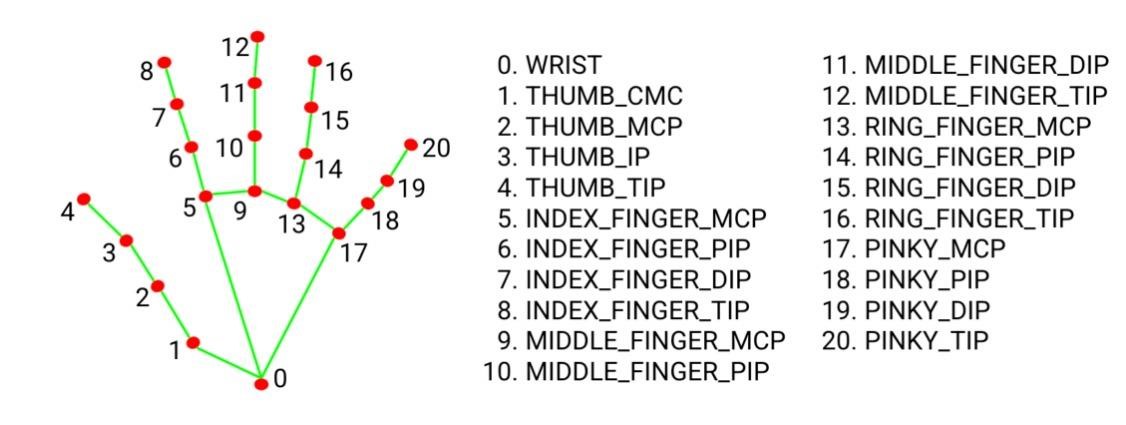 12
8
16
11
7
15
10
6
14
20
19
4
5
9
13
18
3
17
2
1
0
0. WRIST
1. THUMB_CMC
2. THUMB_MCP
3. THUMB_IP
4. THUMB_TIP
5. INDEX_FINGER_MCP
6. INDEX_FINGER_PIP
7. INDEX_FINGER_DIP
8. INDEX_FINGER_TIP
9. MIDDLE_FINGER_MCP
10. MIDDLE_FINGER_PIP
11. MIDDLE_FINGER_DIP
12. MIDDLE_FINGER_TIP
13. RING_FINGER_MCP
14. RING_FINGER_PIP
15. RING_FINGER_DIP
16. RING_FINGER_TIP
17. PINKY_MCP
18. PINKY_PIP
19. PINKY_DIP
20. PINKY_TIP